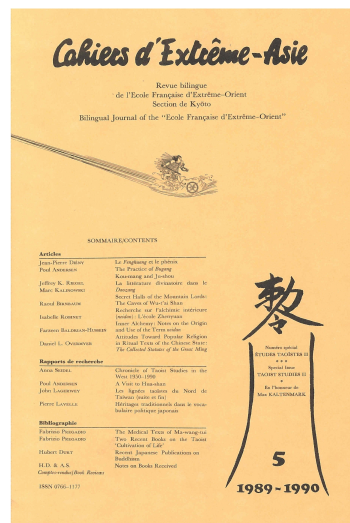 Cahiers d'Extrême-Asie
Revue bilingue
de l'Ecole Française d'Extrême-Orient
Section de Kyōto
Bilingual Journal of the "Ecole Française d'Extrême-Orient"
SOMMAIRE/CONTENTS
Articles
Jean-Pierre DIÉNY Le Fenghuang et le phénix
Poul ANDERSEN The Practice of Bugang
Kou-mang and Ju-shou
Jeffrey K. RIEGEL La littérature divinatoire dans le
Marc KALINOWSKI Daozang
Secret Halls of the Mountain Lords:
The Caves of Wu-t'ai Shan
Raoul BIRNBAUM Recherche sur l'alchimie intérieure
(neidan) : L'école Zhenyuan
Isabelle ROBINET Inner Alchemy: Notes on the Origin
Farzeen BALDRIAN-HUSSEIN and Use of the Term neidan
Attitudes Toward Popular Religion
Daniel L. OVERMYER in Ritual Texts of the Chinese State:
The Collected Statutes of the Great Ming
Rapports de recherche
Anna SEIDEL Chronicle of Taoist Studies in the
West 1950-1990
Poul ANDERSEN A Visit to Hua-shan
John LAGERWEY Les lignées taoïstes du Nord de
Taiwan (suite et fin)
Pierre LAVELLE Héritages traditionnels dans le voca-
bulaire politique japonais
Bibliographie
Fabrizio PREGADIO The Medical Texts of Ma-wang-tui
Fabrizio PREGADIO Two Recent Books on the Taoist
'Cultivation of Life'
Hubert DURT Recent Japanese Publications on
Buddhism
H.D. & A.S. Notes on Books Received
Comptes-rendus/Book Reviews
ISSN 0766-1177
Numéro spécial
ÉTUDES TAOÏSTES II
Special Issue
TAOIST STUDIES II
En l'honneur de
Max KALTENMARK
5
1989-1990